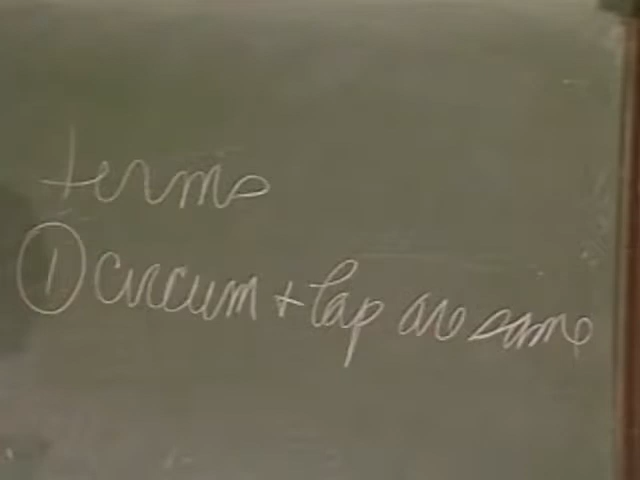 terms
① circum + lap are same